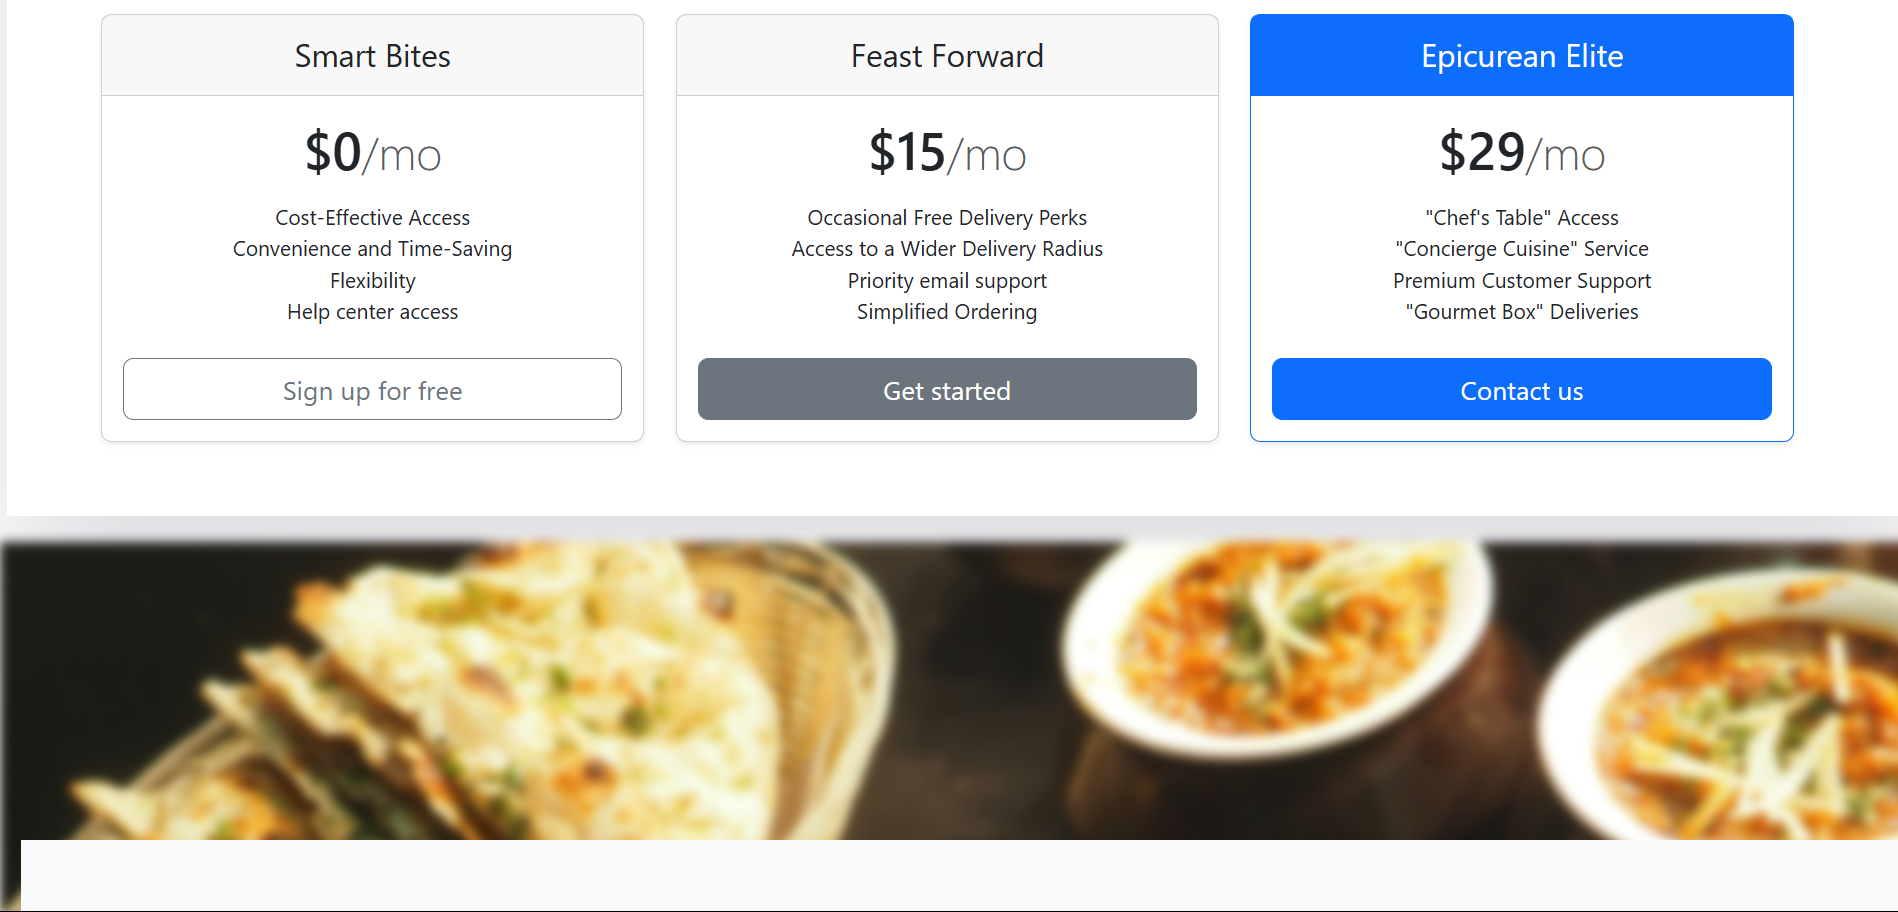 Smart Bites
$0/mo
Cost-Effective Access
Convenience and Time-Saving
Flexibility
Help center access
Sign up for free
Feast Forward
$15/mo
Occasional Free Delivery Perks
Access to a Wider Delivery Radius
Priority email support
Simplified Ordering
Get started
Epicurean Elite
$29/mo
"Chef's Table" Access
"Concierge Cuisine" Service
Premium Customer Support
"Gourmet Box" Deliveries
Contact us